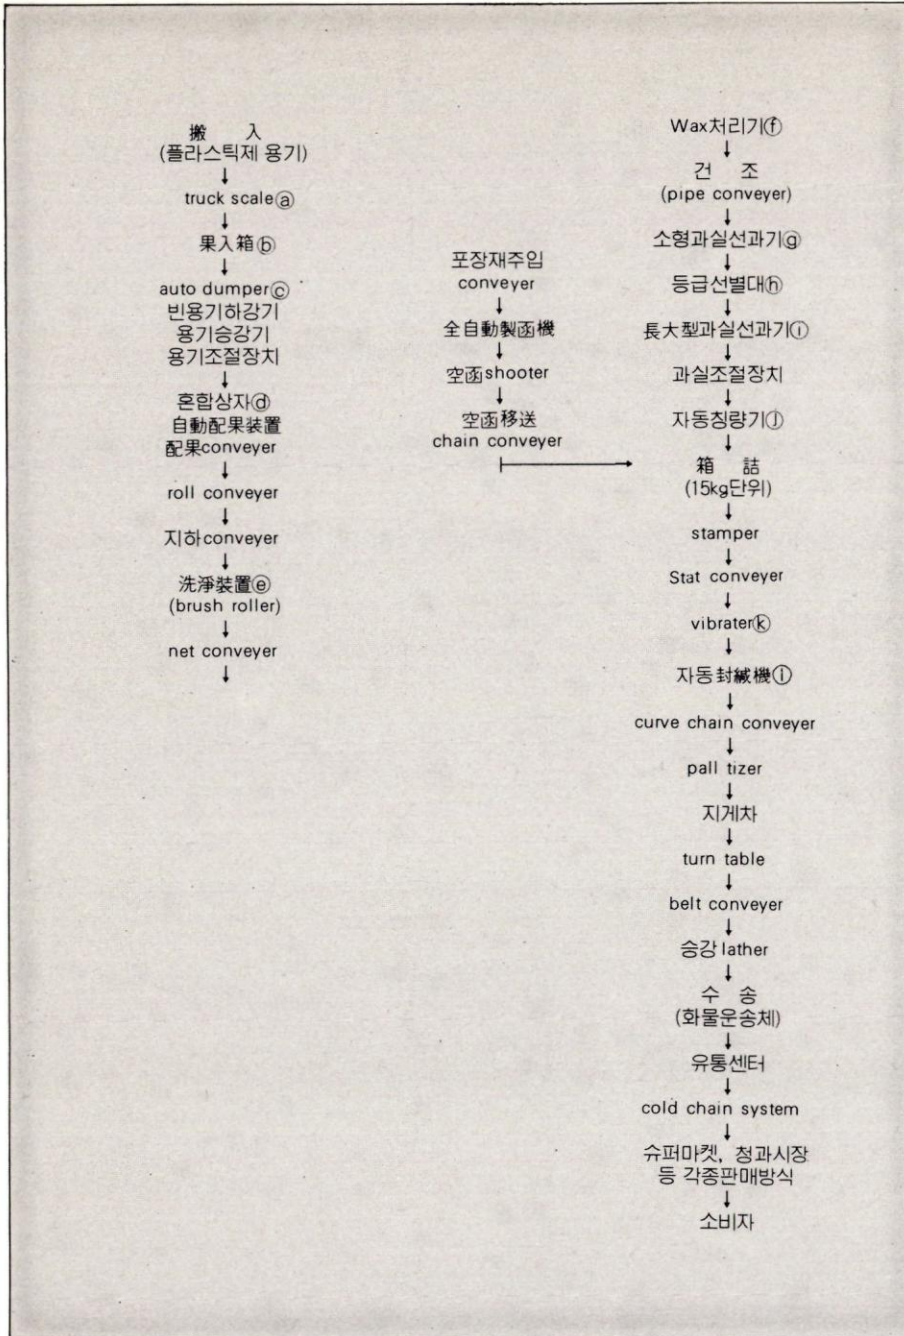 搬 入
(플라스틱제 용기)
↓
truck scaleⓐ
↓
果入箱ⓑ
↓
auto dumperⓒ
빈용기하강기
용기승강기
용기조절장치
↓
혼합상자ⓓ
自動配果装置
配果conveyer
↓
roll conveyer
↓
지하conveyer
↓
洗淨裝置ⓔ
(brush roller)
↓
net conveyer
↓
포장재주입
conveyer
↓
全自動製函機
↓
空函shooter
↓
空函移送
chain conveyer
Wax처리기ⓕ
↓
건 조
(pipe conveyer)
↓
소형과실선과기ⓖ
↓
등급선별대ⓗ
↓
長大型과실선과기ⓘ
↓
과실조절장치
↓
자동칭량기ⓙ
↓
箱 詰
(15kg단위)
↓
stamper
↓
Stat conveyer
↓
vibraterⓚ
↓
자동封緘機ⓛ
↓
curve chain conveyer
↓
pall tizer
↓
지게차
↓
turn table
↓
belt conveyer
↓
승강lather
↓
수 송
(화물운송체)
↓
유통센터
↓
cold chain system
↓
슈퍼마켓, 청과시장
등 각종판매방식
↓
소비자